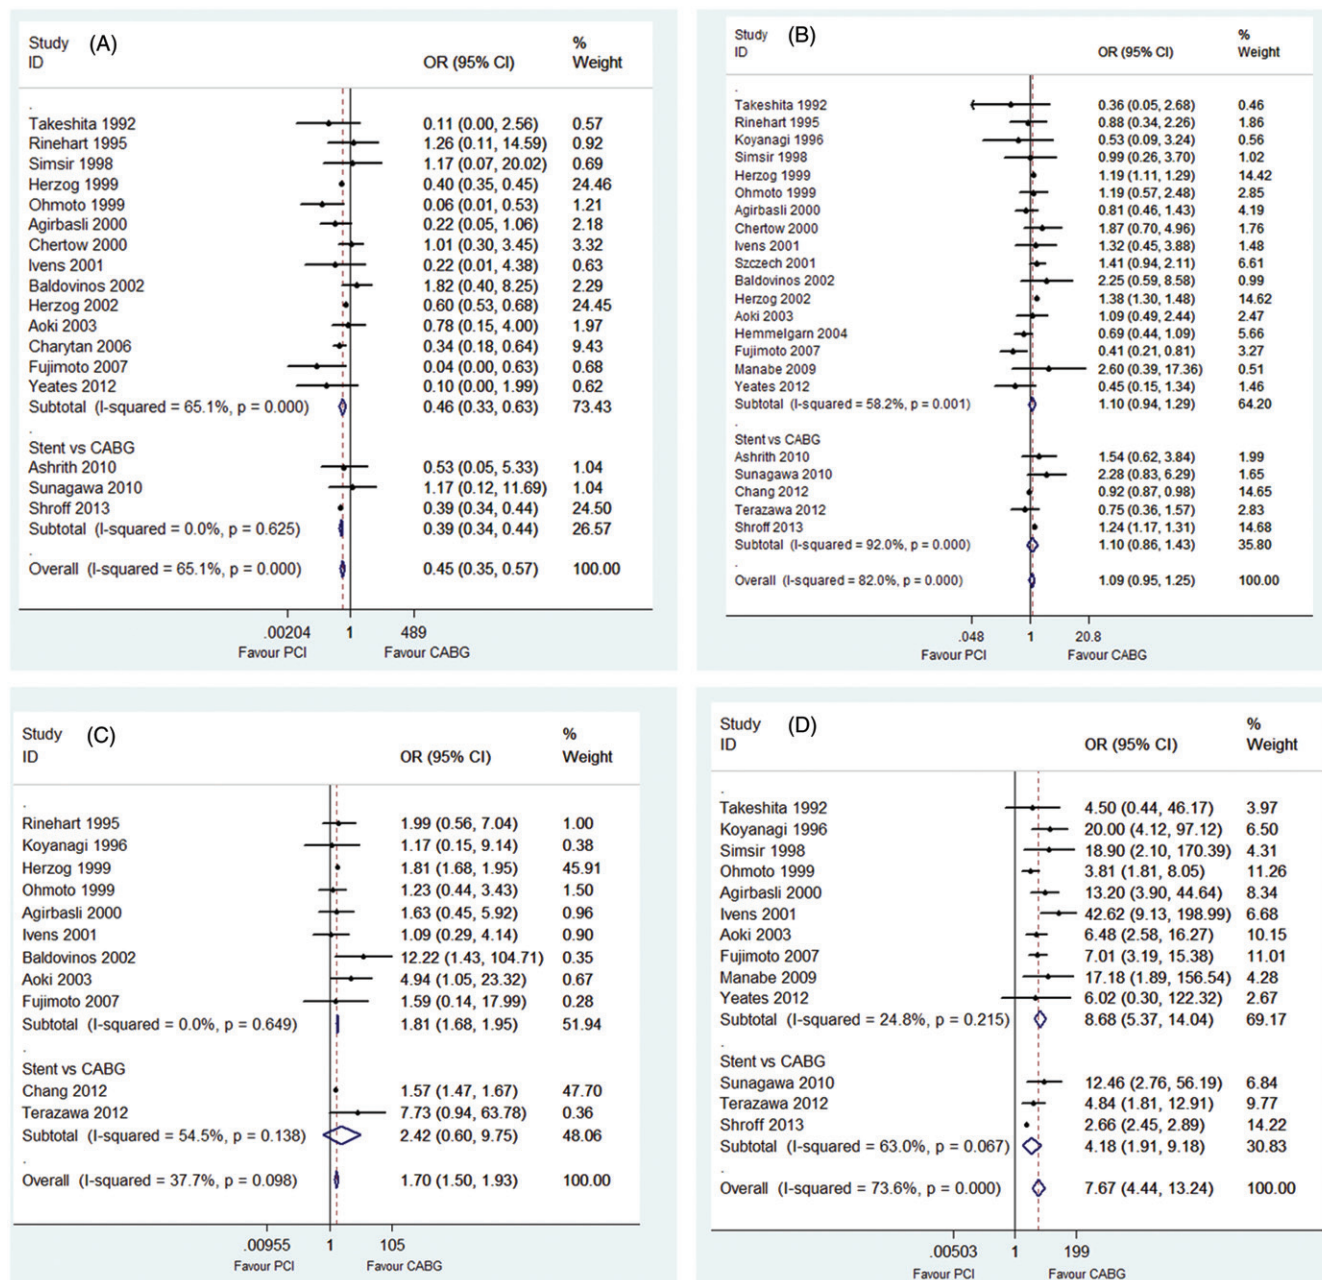 Study (A) %
ID OR (95% CI) Weight
.
Takeshita 1992 0.11 (0.00, 2.56) 0.57
Rinehart 1995 1.26 (0.11, 14.59) 0.92
Simsir 1998 1.17 (0.07, 20.02) 0.69
Herzog 1999 0.40 (0.35, 0.45) 24.46
Ohmoto 1999 0.06 (0.01, 0.53) 1.21
Agirbasli 2000 0.22 (0.05, 1.06) 2.18
Chertow 2000 1.01 (0.30, 3.45) 3.32
Ivens 2001 0.22 (0.01, 4.38) 0.63
Baldovinos 2002 1.82 (0.40, 8.25) 2.29
Herzog 2002 0.60 (0.53, 0.68) 24.45
Aoki 2003 0.78 (0.15, 4.00) 1.97
Charytan 2006 0.34 (0.18, 0.64) 9.43
Fujimoto 2007 0.04 (0.00, 0.63) 0.68
Yeates 2012 0.10 (0.00, 1.99) 0.62
Subtotal (I-squared = 65.1%, p = 0.000) 0.46 (0.33, 0.63) 73.43
.
Stent vs CABG
Ashrith 2010 0.53 (0.05, 5.33) 1.04
Sunagawa 2010 1.17 (0.12, 11.69) 1.04
Shroff 2013 0.39 (0.34, 0.44) 24.50
Subtotal (I-squared = 0.0%, p = 0.625) 0.39 (0.34, 0.44) 26.57
.
Overall (I-squared = 65.1%, p = 0.000) 0.45 (0.35, 0.57) 100.00
.00204 1 489
Favour PCI Favour CABG
Study (B) %
ID OR (95% CI) Weight
.
Takeshita 1992 0.36 (0.05, 2.68) 0.46
Rinehart 1995 0.88 (0.34, 2.26) 1.86
Koyanagi 1996 0.53 (0.09, 3.24) 0.56
Simsir 1998 0.99 (0.26, 3.70) 1.02
Herzog 1999 1.19 (1.11, 1.29) 14.42
Ohmoto 1999 1.19 (0.57, 2.48) 2.85
Agirbasli 2000 0.81 (0.46, 1.43) 4.19
Chertow 2000 1.87 (0.70, 4.96) 1.76
Ivens 2001 1.32 (0.45, 3.88) 1.48
Szczech 2001 1.41 (0.94, 2.11) 6.61
Baldovinos 2002 2.25 (0.59, 8.58) 0.99
Herzog 2002 1.38 (1.30, 1.48) 14.62
Aoki 2003 1.09 (0.49, 2.44) 2.47
Hemmelgarn 2004 0.69 (0.44, 1.09) 5.66
Fujimoto 2007 0.41 (0.21, 0.81) 3.27
Manabe 2009 2.60 (0.39, 17.36) 0.51
Yeates 2012 0.45 (0.15, 1.34) 1.46
Subtotal (I-squared = 58.2%, p = 0.001) 1.10 (0.94, 1.29) 64.20
.
Stent vs CABG
Ashrith 2010 1.54 (0.62, 3.84) 1.99
Sunagawa 2010 2.28 (0.83, 6.29) 1.65
Chang 2012 0.92 (0.87, 0.98) 14.65
Terazawa 2012 0.75 (0.36, 1.57) 2.83
Shroff 2013 1.24 (1.17, 1.31) 14.68
Subtotal (I-squared = 92.0%, p = 0.000) 1.10 (0.86, 1.43) 35.80
.
Overall (I-squared = 82.0%, p = 0.000) 1.09 (0.95, 1.25) 100.00
.048 1 20.8
Favour PCI Favour CABG
Study (C) %
ID OR (95% CI) Weight
.
Rinehart 1995 1.99 (0.56, 7.04) 1.00
Koyanagi 1996 1.17 (0.15, 9.14) 0.38
Herzog 1999 1.81 (1.68, 1.95) 45.91
Ohmoto 1999 1.23 (0.44, 3.43) 1.50
Agirbasli 2000 1.63 (0.45, 5.92) 0.96
Ivens 2001 1.09 (0.29, 4.14) 0.90
Baldovinos 2002 12.22 (1.43, 104.71) 0.35
Aoki 2003 4.94 (1.05, 23.32) 0.67
Fujimoto 2007 1.59 (0.14, 17.99) 0.28
Subtotal (I-squared = 0.0%, p = 0.649) 1.81 (1.68, 1.95) 51.94
.
Stent vs CABG
Chang 2012 1.57 (1.47, 1.67) 47.70
Terazawa 2012 7.73 (0.94, 63.78) 0.36
Subtotal (I-squared = 54.5%, p = 0.138) 2.42 (0.60, 9.75) 48.06
.
Overall (I-squared = 37.7%, p = 0.098) 1.70 (1.50, 1.93) 100.00
.00955 1 105
Favour PCI Favour CABG
Study (D) %
ID OR (95% CI) Weight
.
Takeshita 1992 4.50 (0.44, 46.17) 3.97
Koyanagi 1996 20.00 (4.12, 97.12) 6.50
Simsir 1998 18.90 (2.10, 170.39) 4.31
Ohmoto 1999 3.81 (1.81, 8.05) 11.26
Agirbasli 2000 13.20 (3.90, 44.64) 8.34
Ivens 2001 42.62 (9.13, 198.99) 6.68
Aoki 2003 6.48 (2.58, 16.27) 10.15
Fujimoto 2007 7.01 (3.19, 15.38) 11.01
Manabe 2009 17.18 (1.89, 156.54) 4.28
Yeates 2012 6.02 (0.30, 122.32) 2.67
Subtotal (I-squared = 24.8%, p = 0.215) 8.68 (5.37, 14.04) 69.17
.
Stent vs CABG
Sunagawa 2010 12.46 (2.76, 56.19) 6.84
Terazawa 2012 4.84 (1.81, 12.91) 9.77
Shroff 2013 2.66 (2.45, 2.89) 14.22
Subtotal (I-squared = 63.0%, p = 0.067) 4.18 (1.91, 9.18) 30.83
.
Overall (I-squared = 73.6%, p = 0.000) 7.67 (4.44, 13.24) 100.00
.00503 1 199
Favour PCI Favour CABG